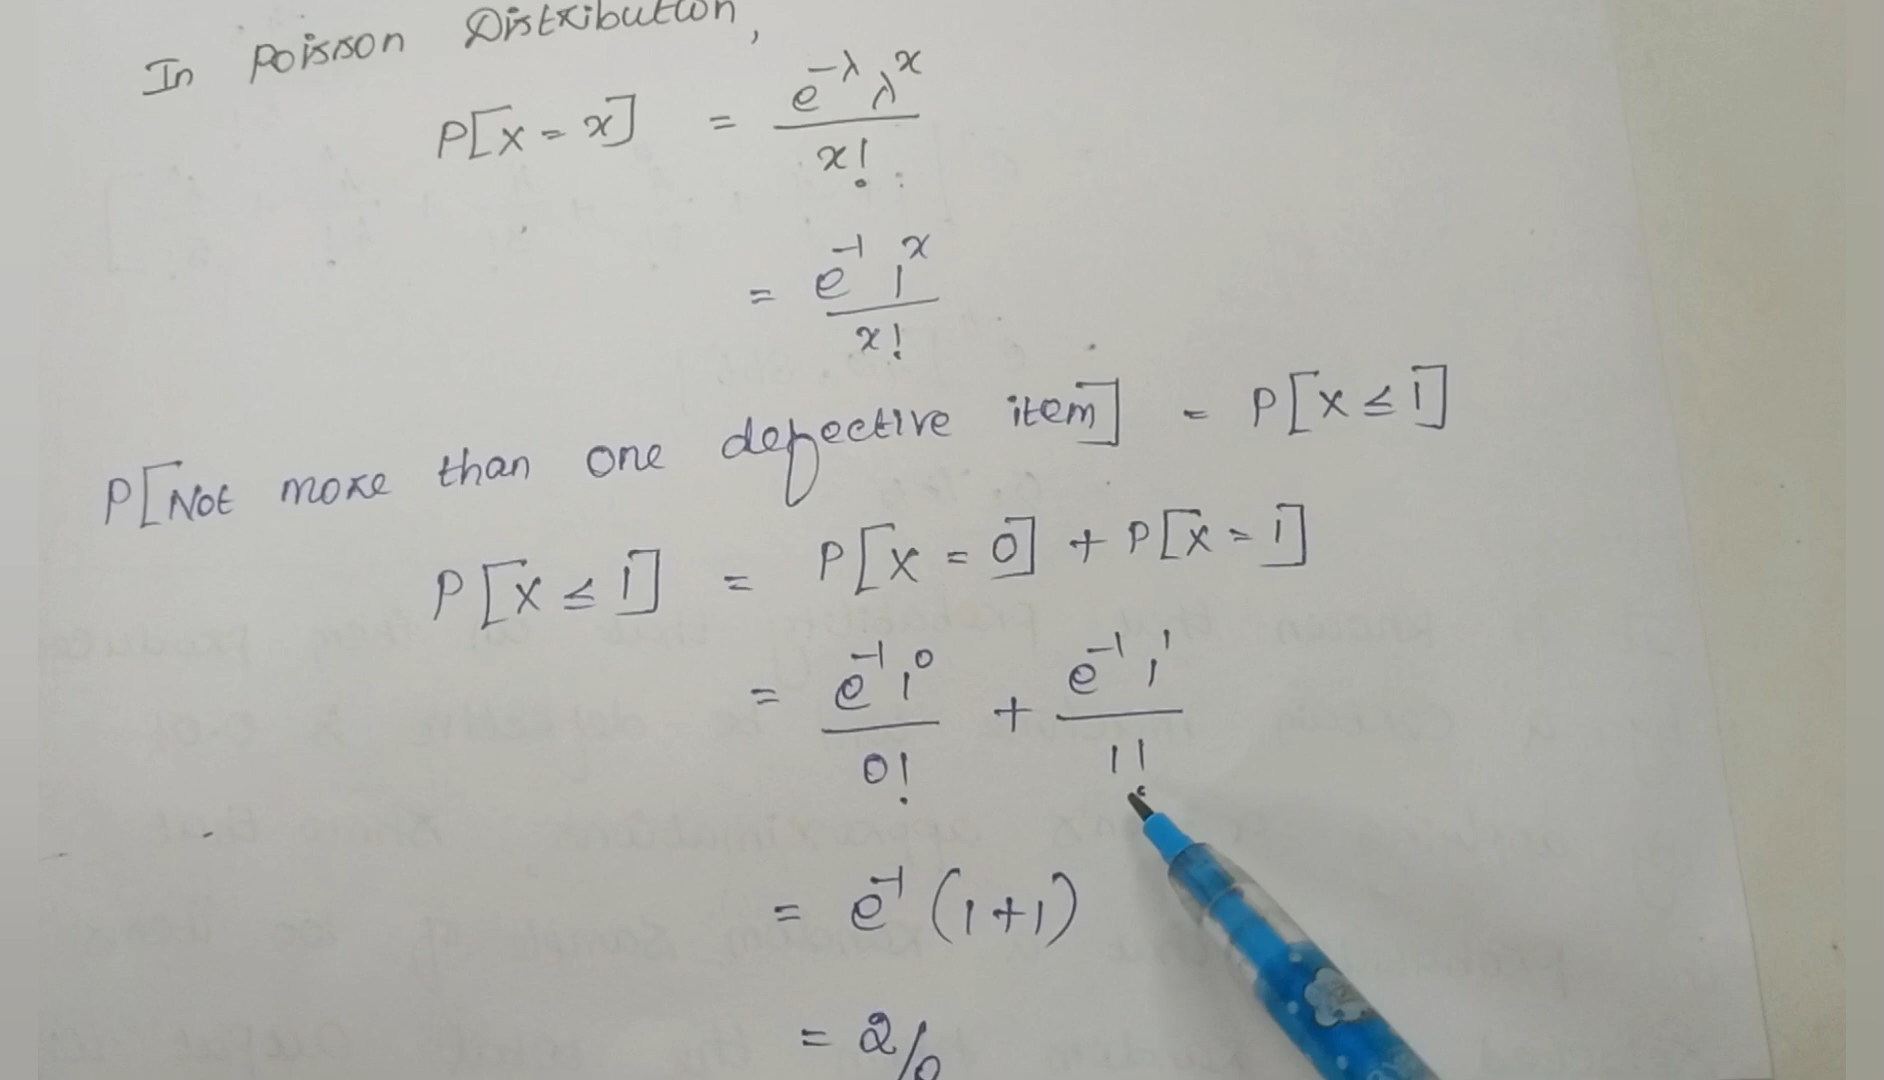 In Poisson Distribution,
P[X = x] = e^{-λ} λ^x / x!
= e^{-1} 1^x / x!
P[Not more than one defective item] = P[X ≤ 1]
P[X ≤ 1] = P[X = 0] + P[X = 1]
= e^{-1} 1^0 / 0! + e^{-1} 1^1 / 1!
= e^{-1} (1+1)
= 2/e